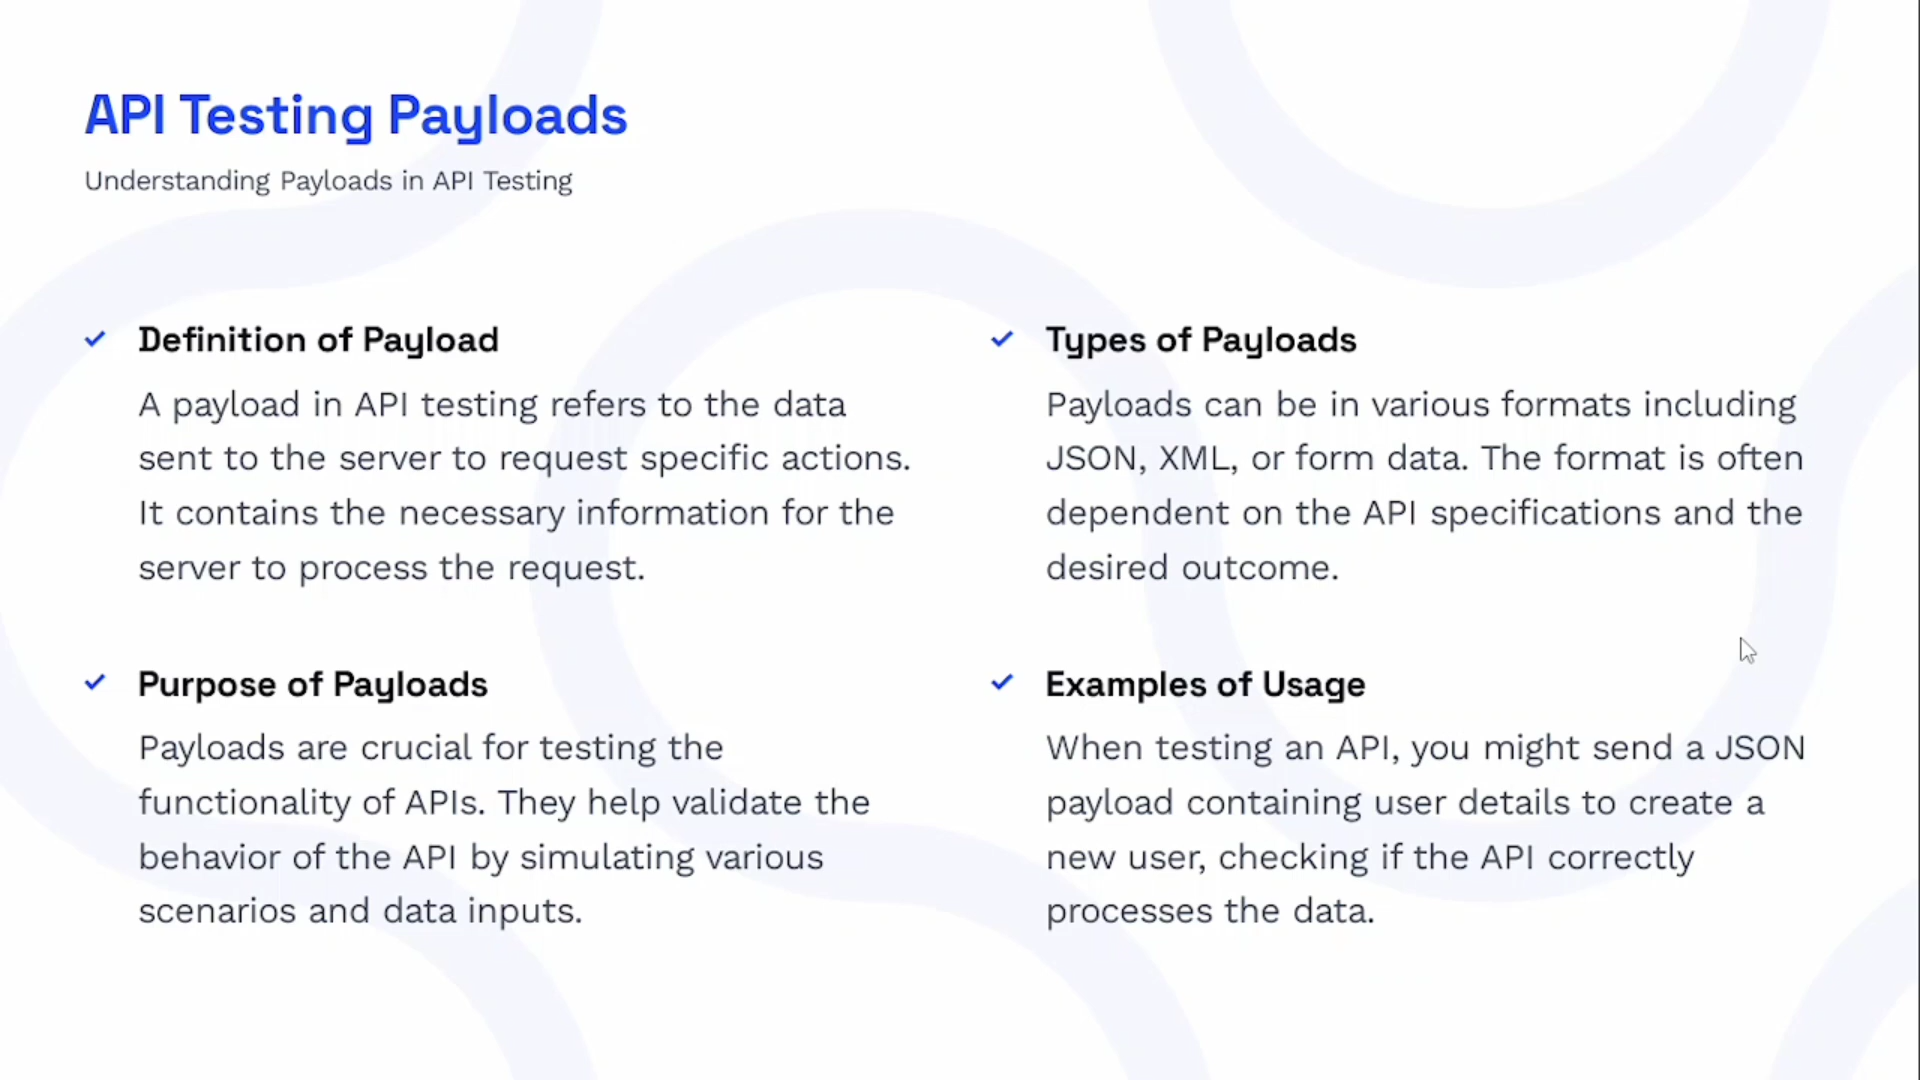 API Testing Payloads
Understanding Payloads in API Testing
Definition of Payload
A payload in API testing refers to the data
sent to the server to request specific actions.
It contains the necessary information for the
server to process the request.
Types of Payloads
Payloads can be in various formats including
JSON, XML, or form data. The format is often
dependent on the API specifications and the
desired outcome.
Purpose of Payloads
Payloads are crucial for testing the
functionality of APIs. They help validate the
behavior of the API by simulating various
scenarios and data inputs.
Examples of Usage
When testing an API, you might send a JSON
payload containing user details to create a
new user, checking if the API correctly
processes the data.